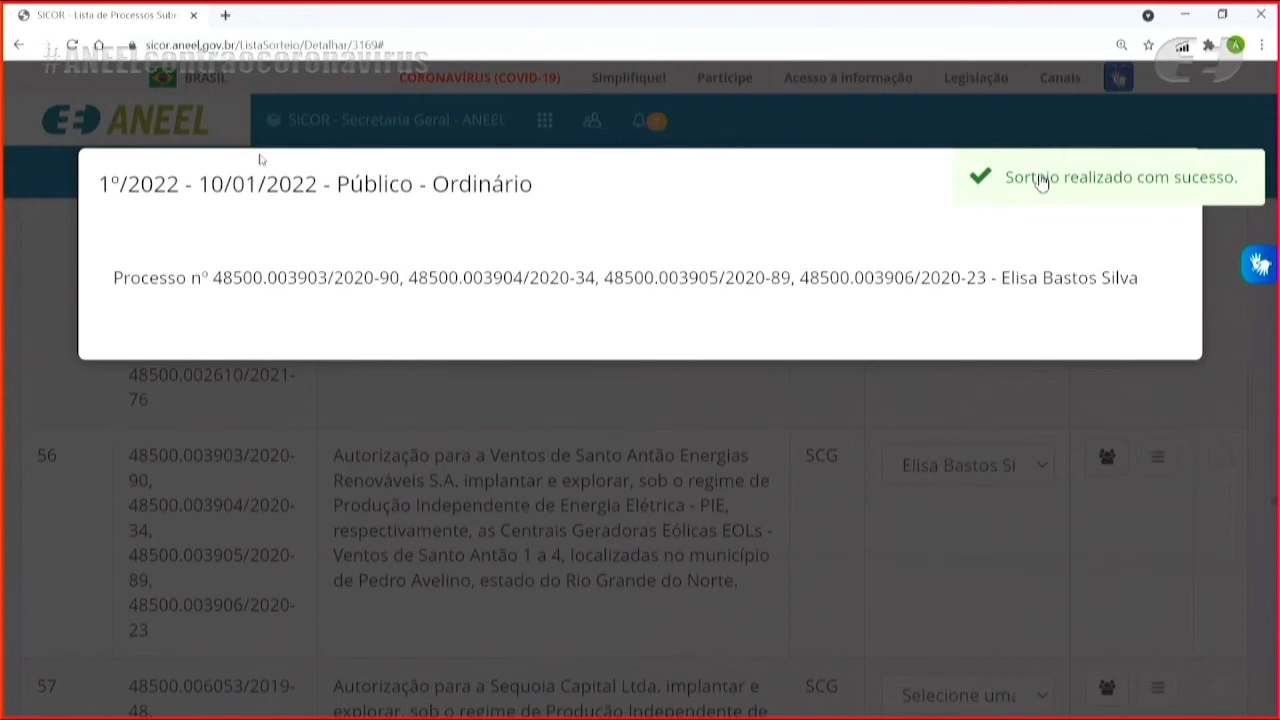 SICOR - Lista de Processos Sub
sicor.aneel.gov.br/ListaSorteio/Detalhar/3169#
A
#ANEELcontraocoronavirus
BRASIL
CORONAVÍRUS (COVID-19)
Simplifique!
Participe
Acesso à informação
Legislação
Canais
ANEEL
SICOR - Secretaria Geral - ANEEL
1º/2022 - 10/01/2022 - Público - Ordinário
Sorteio realizado com sucesso.
Processo nº 48500.003903/2020-90, 48500.003904/2020-34, 48500.003905/2020-89, 48500.003906/2020-23 - Elisa Bastos Silva
48500.002610/2021-
76
56
48500.003903/2020-
90,
48500.003904/2020-
34,
48500.003905/2020-
89,
48500.003906/2020-
23
Autorização para a Ventos de Santo Antão Energias
Renováveis S.A. implantar e explorar, sob o regime de
Produção Independente de Energia Elétrica - PIE,
respectivamente, as Centrais Geradoras Eólicas EOLs -
Ventos de Santo Antão 1 a 4, localizadas no município
de Pedro Avelino, estado do Rio Grande do Norte.
SCG
Elisa Bastos Si
57
48500.006053/2019-
48,
Autorização para a Sequoia Capital Ltda. implantar e
explorar, sob o regime de Produção Independente de
SCG
Selecione uma